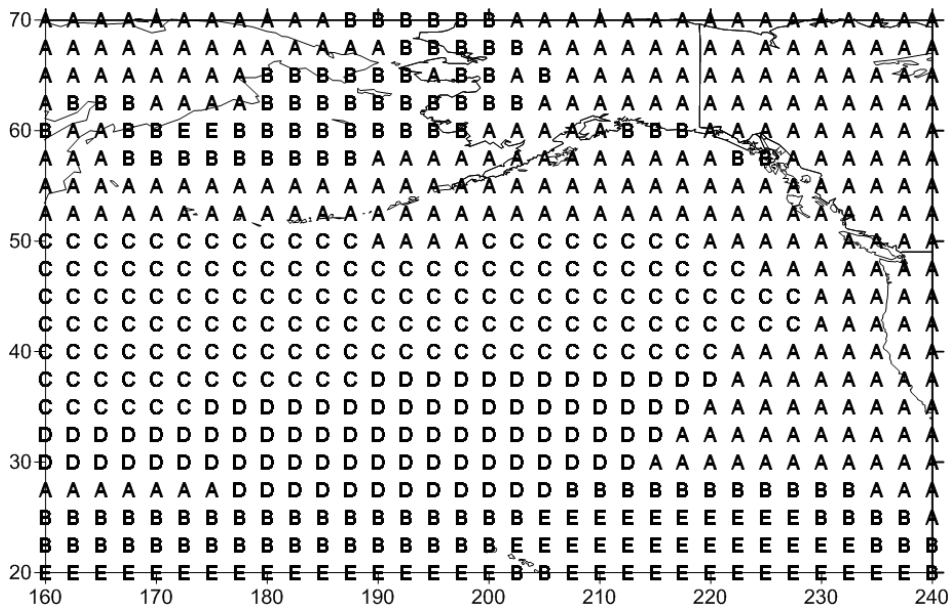 70 A A A A A A A A A A A B B B B B B A A A A A A A A A A A A A A A A
A A A A A A A A A A A A A B B B B B A A A A A A A A A A A A A A A
A A A A A A A A B B B B B B A B B A B A A A A A A A A A A A A A A
A B B B A A A A B B B B B B B B B B A A A A A A A A A A A A A A A
60 B A A B B E E B B B B B B B B B A A A A A B B B A A A A A A A A A
A A A B B B B B B B B B A A A A A A A A A A A A A B B A A A A A A
A A A A A A A A A A A A A A A A A A A A A A A A A A A A A A A A A
A A A A A A A A A A A A A A A A A A A A A A A A A A A A A A A A A
50 C C C C C C C C C C C C A A A A C C C C C C C C A A A A A A A A A
C C C C C C C C C C C C C C C C C C C C C C C C C C A A A A A A A
C C C C C C C C C C C C C C C C C C C C C C C C C C C C A A A A A
C C C C C C C C C C C C C C C C C C C C C C C C C C C C A A A A A
40 C C C C C C C C C C C C C C C C C C C C C C C C C A A A A A A A A
C C C C C C C C C C C C D D D D D D D D D D D D D A A A A A A A A
C C C C C C D D D D D D D D D D D D D D D D D D A A A A A A A A A
D D D D D D D D D D D D D D D D D D D D D D D A A A A A A A A A A
30 D D D D D D D D D D D D D D D D D D D D D D A A A A A A A A A A A
A A A A A A A D D D D D D D D D D D D B B B B B B B B B B B A A A
B B B B B B B B B B B B B B B B B B E E E E E E E E E E B B B B A
B B B B B B B B B B B B B B B B B E E E E E E E E E E E E E B B B
20 E E E E E E E E E E E E E E E E E B B E E E E E E E E E E E E E B
160 170 180 190 200 210 220 230 240